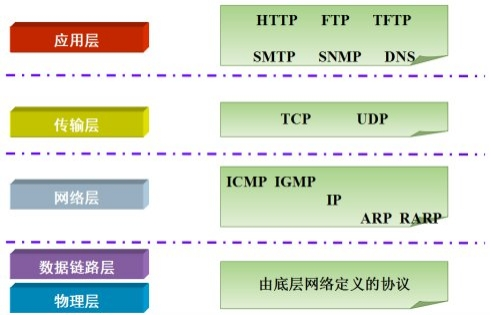 应用层
HTTP FTP TFTP
SMTP SNMP DNS
传输层
TCP UDP
网络层
ICMP IGMP
IP
ARP RARP
数据链路层
物理层
由底层网络定义的协议